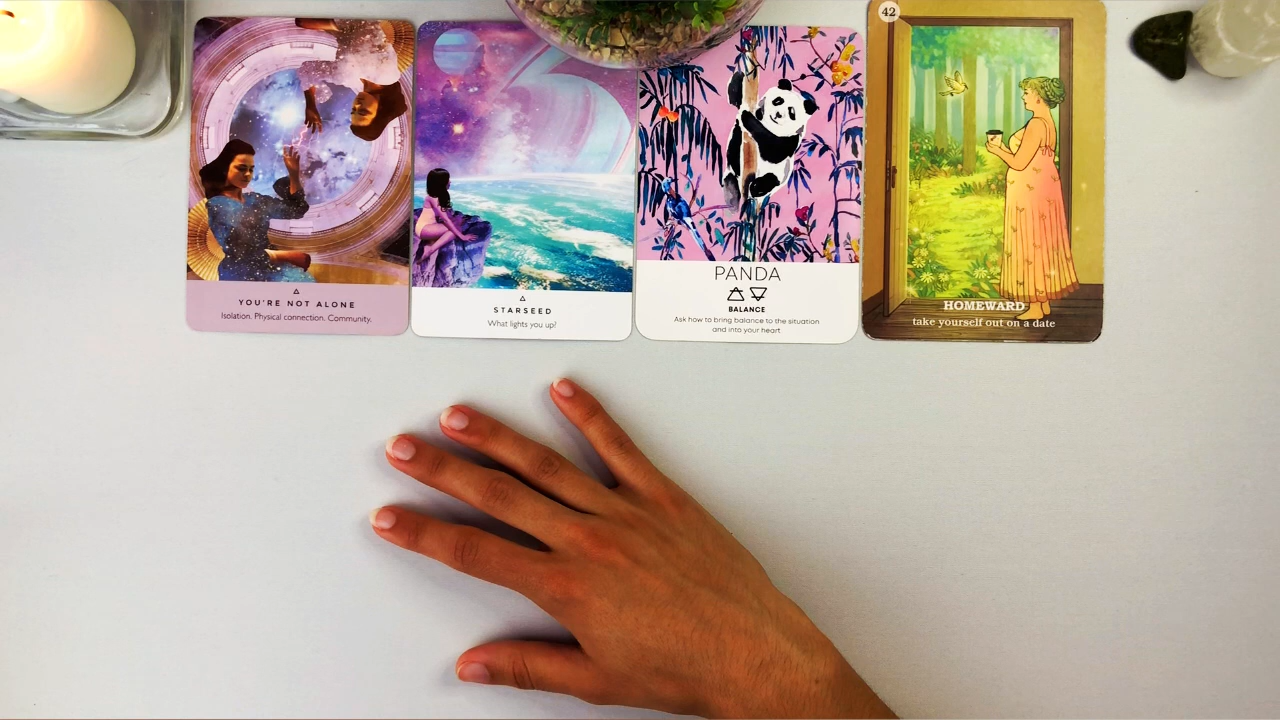 YOU'RE NOT ALONE
Isolation. Physical connection. Community.
STARSEED
What lights you up?
PANDA
BALANCE
Ask how to bring balance to the situation
and into your heart
42
HOMEWARD
take yourself out on a date